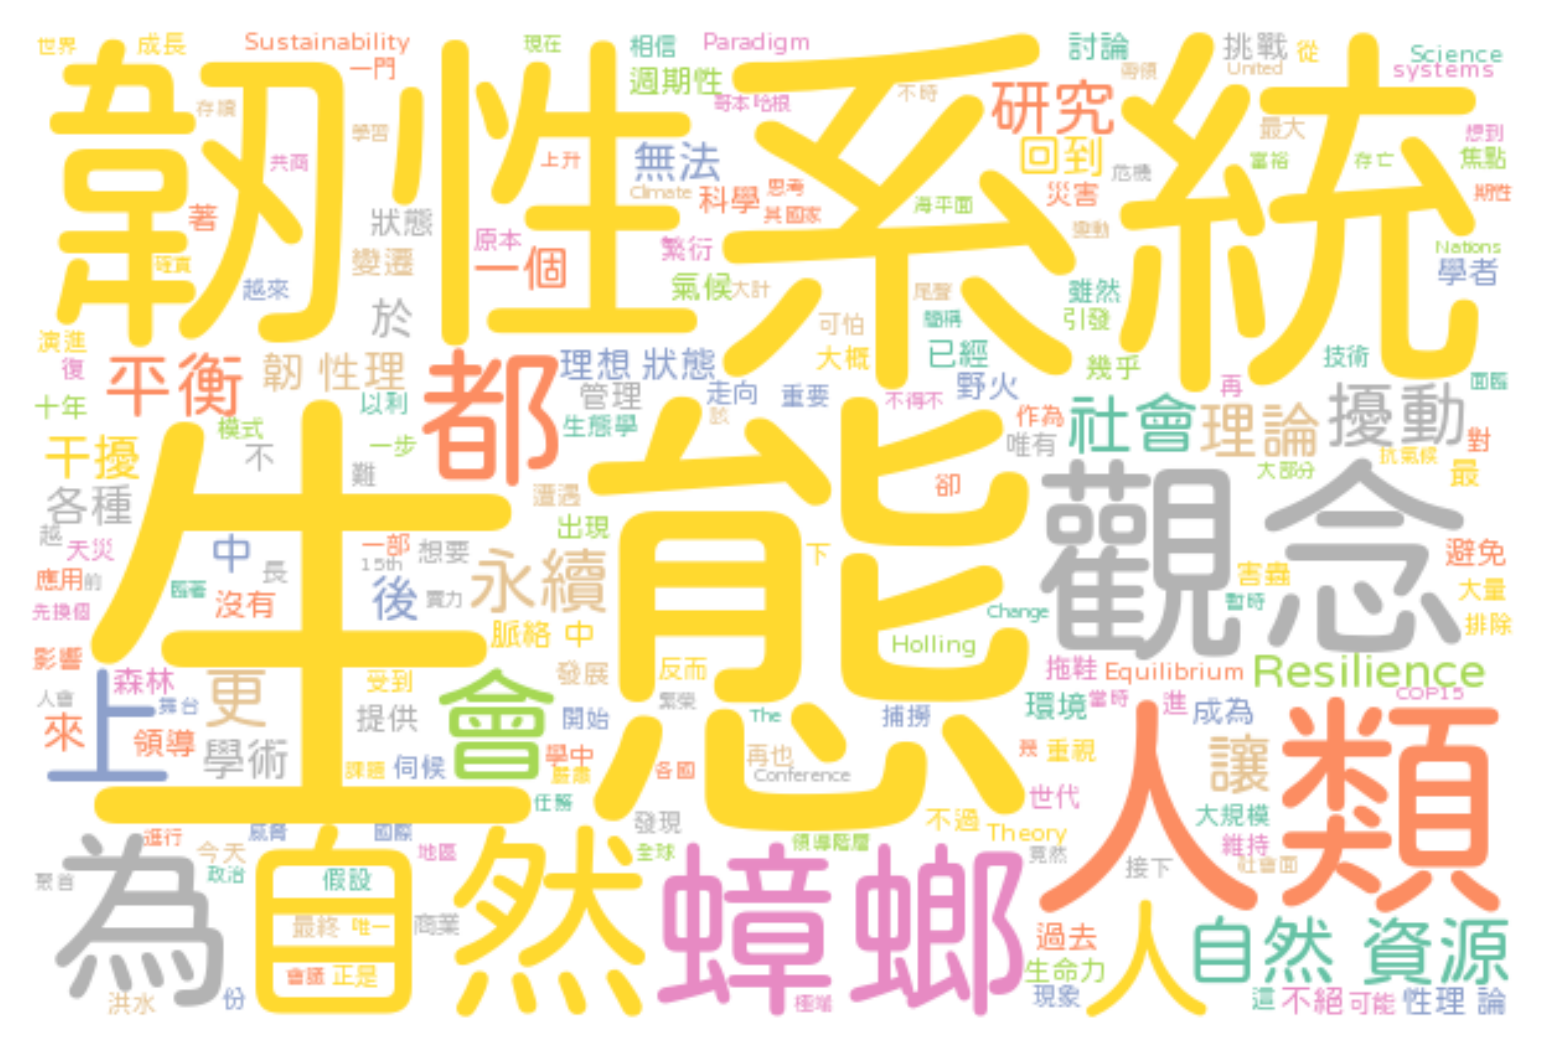 世界
成長
Sustainability
一門
現在
相信
Paradigm
週期性
哥本哈根
討論
挑戰
從
United
Science
systems
韌性
系統
存續
學習
共商
上升
無法
Climate
科學
思考
不時
研究
回到
最大
富裕
存亡
想到
焦點
危機
災害
海平面
著
狀態
原本
一個
繁衍
變遷
越來
氣候
大計
尾聲
雖然
引發
簡稱
Nations
學者
於
可怕
演進
復
平衡
韌 性理
都
理想 狀態
大概
已經
幾乎
技術
再
面臨
十年
以利
管理
走向
重要
野火
不得不
生態學
模式
干擾
不
一步
難
作為
唯有
社會
理論
擾動
對
抗氣候
大部分
最
各種
生態
遭遇
卻
觀念
越
天災
中
一部
15th
想要
出現
下
避免
應用
前
長
沒有
後
永續
害蟲
暫時
大量
先換個
Change
排除
脈絡 中
Holling
影響
森林
更
受到
會
發展
反而
拖鞋
Equilibrium
Resilience
COP15
人會
上
舞台
提供
開始
繁榮
The
捕撈
環境
當時
進
成為
來
領導
學術
課題
伺候
學中
嚴肅
各國
再也
Conference
幾
重視
讓
人類
任務
世代
大規模
發現
不過
Theory
進行
威脅
國際
領導階層
維持
社會面
為
今天
政治
地區
全球
竟然
接下
自然
假設
蟑螂
最終
唯一
商業
過去
人
自然 資源
會議
正是
生命力
洪水
份
極端
現象
這
不絕
可能
性理 論